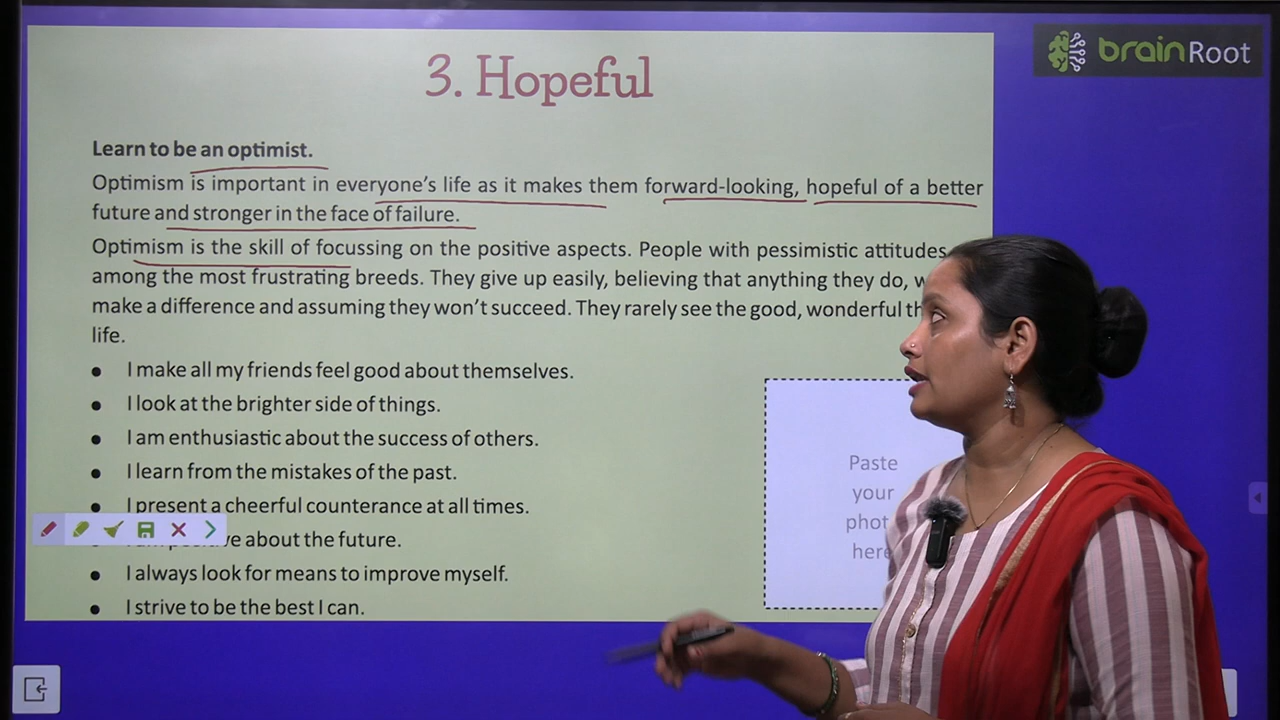 brainRoot
3. Hopeful
Learn to be an optimist.
Optimism is important in everyone's life as it makes them forward-looking, hopeful of a better
future and stronger in the face of failure.
Optimism is the skill of focussing on the positive aspects. People with pessimistic attitudes
among the most frustrating breeds. They give up easily, believing that anything they do,
make a difference and assuming they won't succeed. They rarely see the good, wonderful
life.
• I make all my friends feel good about themselves.
• I look at the brighter side of things.
• I am enthusiastic about the success of others.
• I learn from the mistakes of the past.
• I present a cheerful counterance at all times.
about the future.
• I always look for means to improve myself.
• I strive to be the best I can.
Paste
your
here